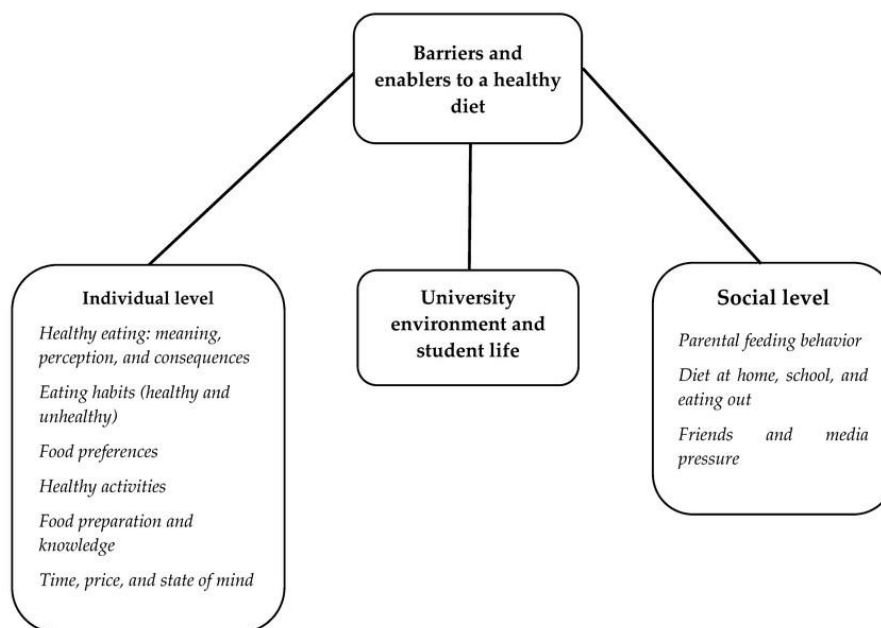 Barriers and
enablers to a healthy
diet
Individual level
Healthy eating: meaning,
perception, and consequences
Eating habits (healthy and
unhealthy)
Food preferences
Healthy activities
Food preparation and
knowledge
Time, price, and state of mind
University
environment and
student life
Social level
Parental feeding behavior
Diet at home, school, and
eating out
Friends and media
pressure